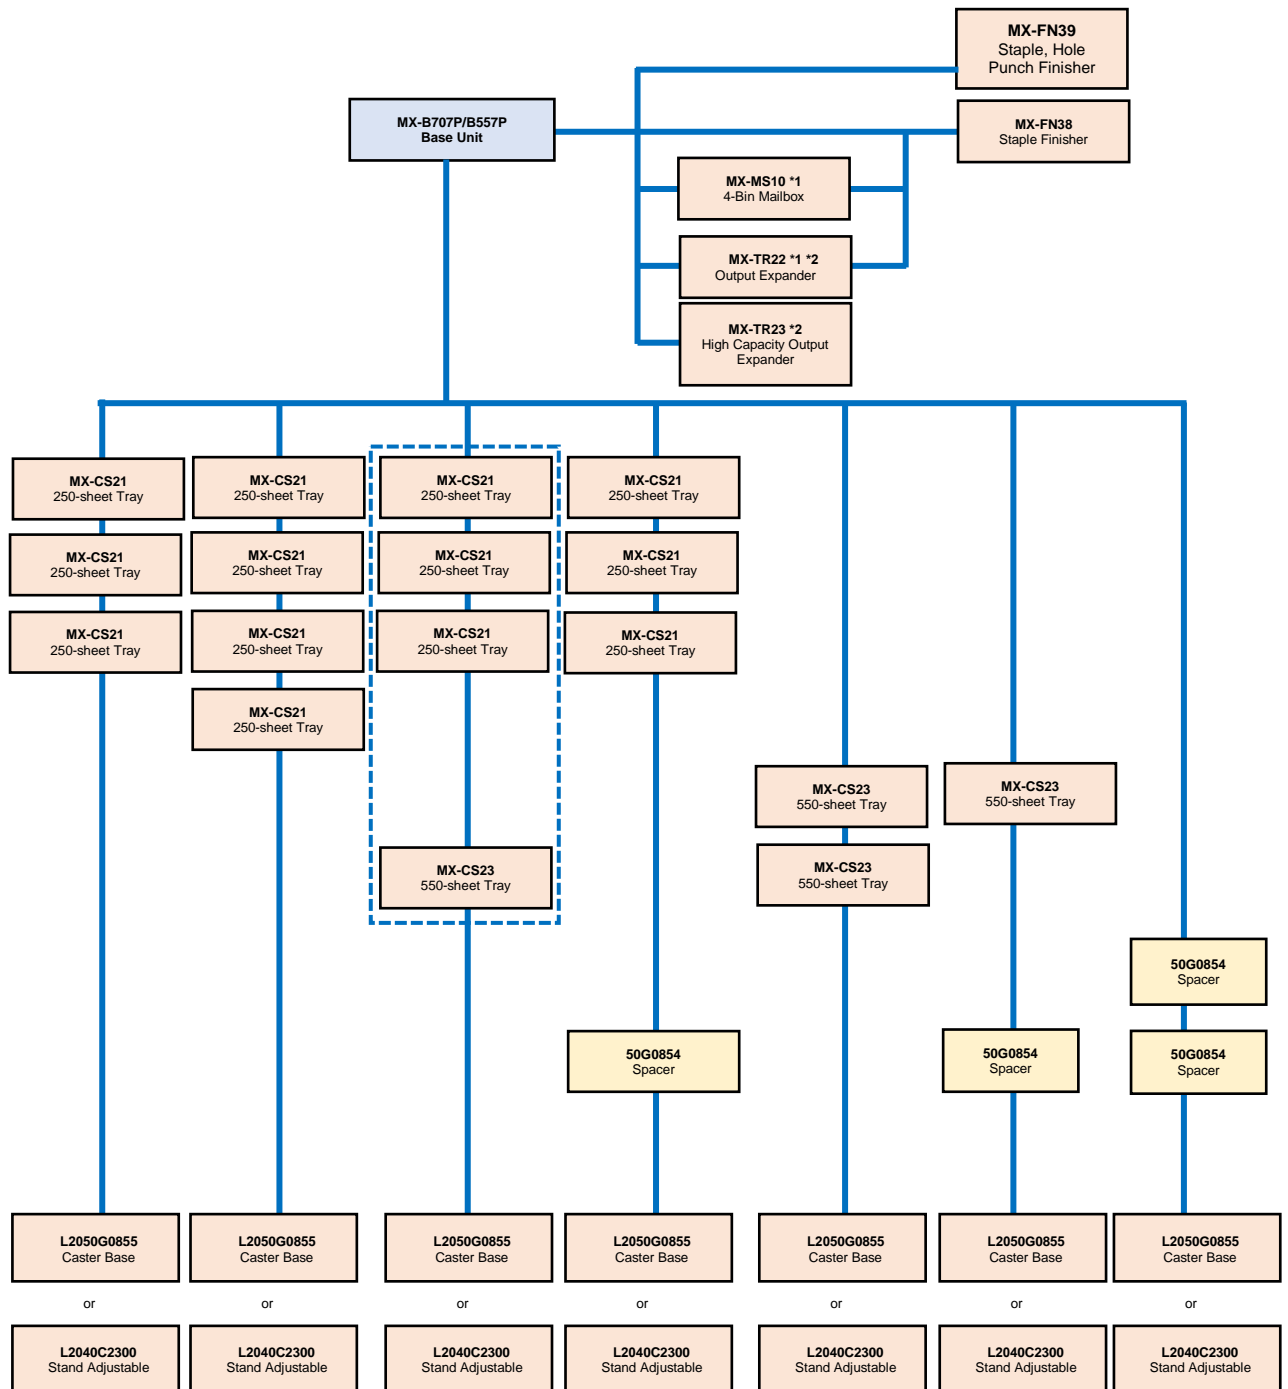 MX-FN39
Staple, Hole
Punch Finisher
MX-B707P/B557P
Base Unit
MX-FN38
Staple Finisher
MX-MS10 *1
4-Bin Mailbox
MX-TR22 *1 *2
Output Expander
MX-TR23 *2
High Capacity Output
Expander
MX-CS21
250-sheet Tray
MX-CS21
250-sheet Tray
MX-CS21
250-sheet Tray
MX-CS21
250-sheet Tray
MX-CS21
250-sheet Tray
MX-CS21
250-sheet Tray
MX-CS21
250-sheet Tray
MX-CS21
250-sheet Tray
MX-CS21
250-sheet Tray
MX-CS21
250-sheet Tray
MX-CS21
250-sheet Tray
MX-CS21
250-sheet Tray
MX-CS21
250-sheet Tray
MX-CS23
550-sheet Tray
MX-CS23
550-sheet Tray
MX-CS23
550-sheet Tray
MX-CS23
550-sheet Tray
50G0854
Spacer
50G0854
Spacer
50G0854
Spacer
50G0854
Spacer
L2050G0855
Caster Base
L2050G0855
Caster Base
L2050G0855
Caster Base
L2050G0855
Caster Base
L2050G0855
Caster Base
L2050G0855
Caster Base
L2050G0855
Caster Base
or
or
or
or
or
or
or
L2040C2300
Stand Adjustable
L2040C2300
Stand Adjustable
L2040C2300
Stand Adjustable
L2040C2300
Stand Adjustable
L2040C2300
Stand Adjustable
L2040C2300
Stand Adjustable
L2040C2300
Stand Adjustable